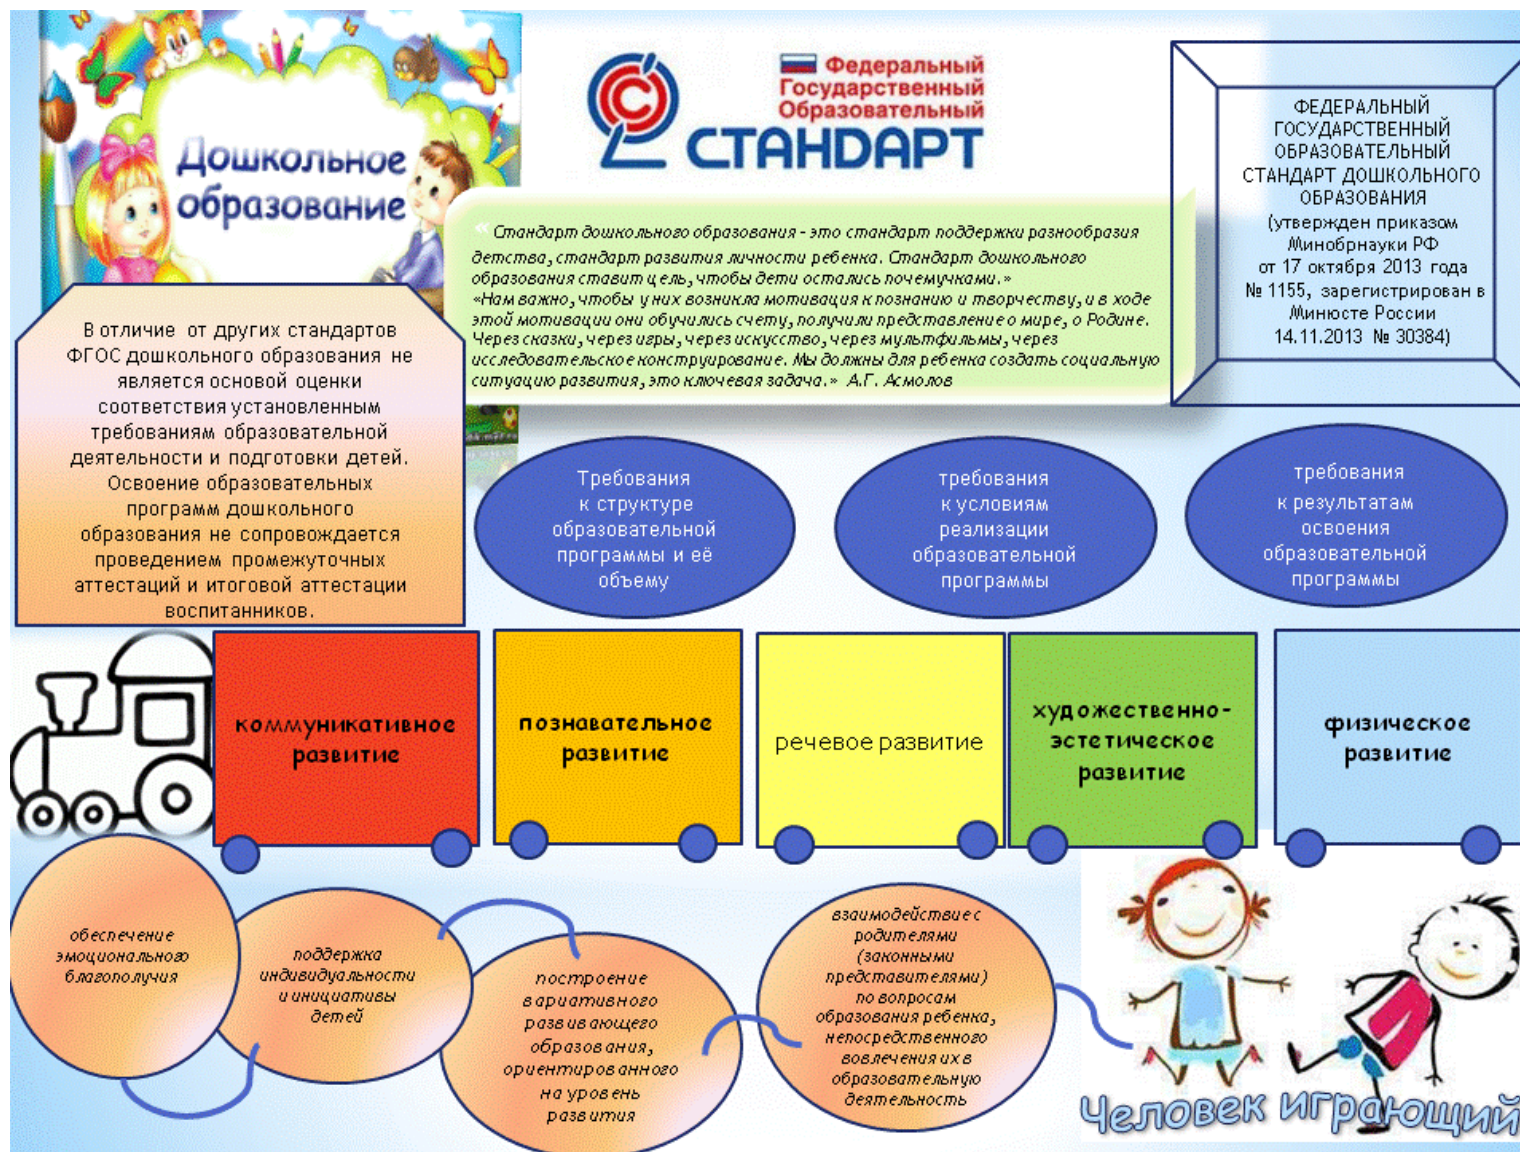 Дошкольное
образование
Федеральный
Государственный
Образовательный
СТАНДАРТ
ФЕДЕРАЛЬНЫЙ
ГОСУДАРСТВЕННЫЙ
ОБРАЗОВАТЕЛЬНЫЙ
СТАНДАРТ ДОШКОЛЬНОГО
ОБРАЗОВАНИЯ
(утвержден приказом
Минобрнауки РФ
от 17 октября 2013 года
№ 1155, зарегистрирован в
Минюсте России
14.11.2013 № 30384)
«Стандарт дошкольного образования - это стандарт поддержки разнообразия
детства, стандарт развития личности ребенка. Стандарт дошкольного
образования ставит цель, чтобы дети остались почемучками.»
«Нам важно, чтобы у них возникла мотивация к познанию и творчеству, и в ходе
этой мотивации они обучились счету, получили представление о мире, о Родине.
Через сказки, через игры, через искусство, через мультфильмы, через
исследовательское конструирование. Мы должны для ребенка создать социальную
ситуацию развития, это ключевая задача.» А.Г. Асмолов
В отличие от других стандартов
ФГОС дошкольного образования не
является основой оценки
соответствия установленным
требованиям образовательной
деятельности и подготовки детей.
Освоение образовательных
программ дошкольного
образования не сопровождается
проведением промежуточных
аттестаций и итоговой аттестации
воспитанников.
Требования
к структуре
образовательной
программы и её
объему
требования
к условиям
реализации
образовательной
программы
требования
к результатам
освоения
образовательной
программы
коммуникативное
развитие
познавательное
развитие
речевое развитие
художественно-
эстетическое
развитие
физическое
развитие
обеспечение
эмоционального
благополучия
поддержка
индивидуальности
и инициативы
детей
построение
вариативного
развивающего
образования,
ориентированного
на уровень
развития
взаимодействие с
родителями
(законными
представителями)
по вопросам
образования ребенка,
непосредственного
вовлечения их в
образовательную
деятельность
Человек играющий